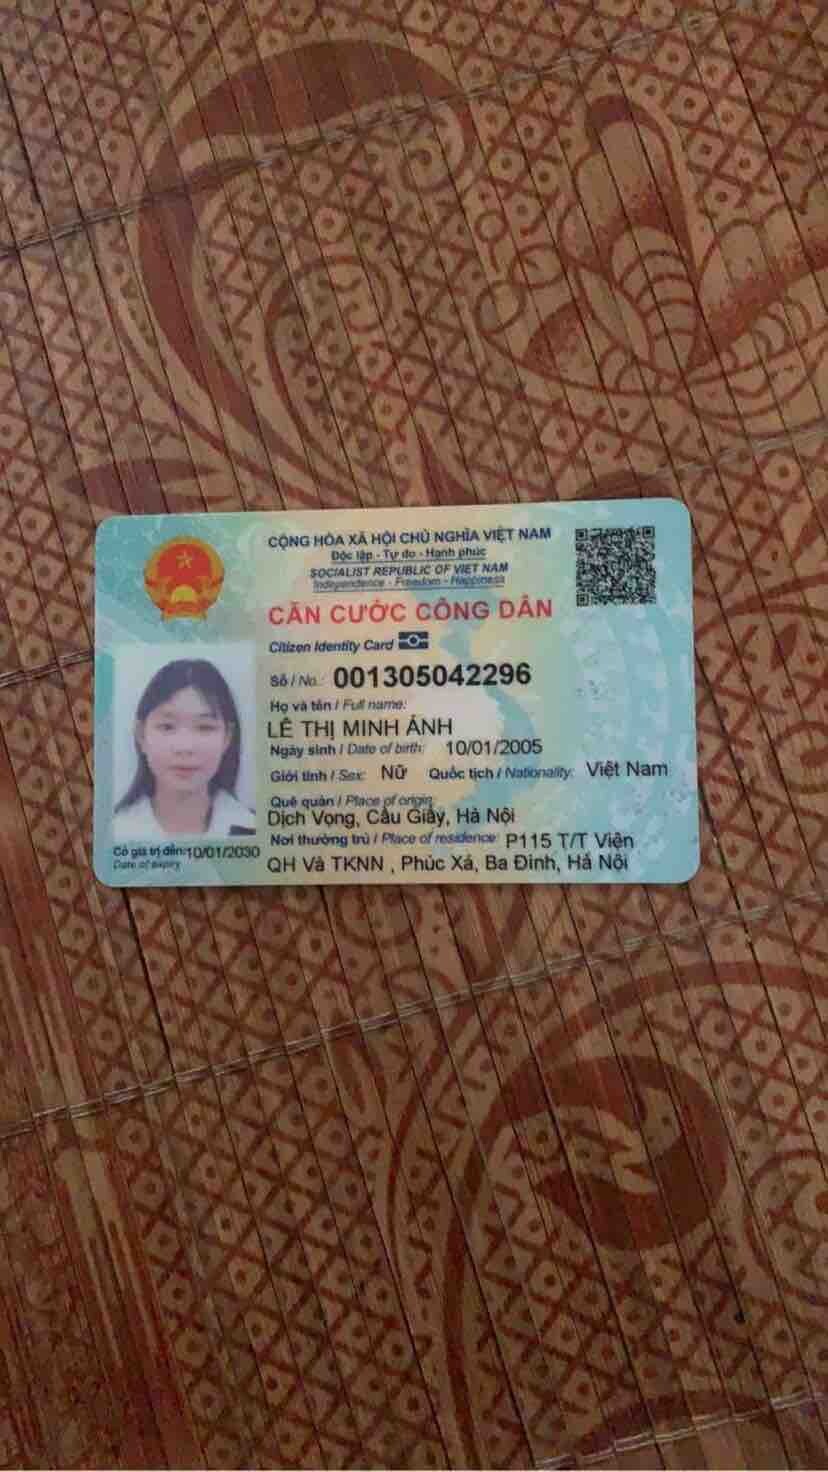 CỘNG HÒA XÃ HỘI CHỦ NGHĨA VIỆT NAM
Độc lập - Tự do - Hạnh phúc
SOCIALIST REPUBLIC OF VIET NAM
Independence - Freedom - Happiness
CĂN CƯỚC CÔNG DÂN
Citizen Identity Card
Số / No.: 001305042296
Họ và tên / Full name:
LÊ THỊ MINH ÁNH
Ngày sinh / Date of birth: 10/01/2005
Giới tính / Sex: Nữ Quốc tịch / Nationality: Việt Nam
Quê quán / Place of origin:
Dịch Vọng, Cầu Giấy, Hà Nội
Nơi thường trú / Place of residence: P115 T/T Viện
QH Và TKNN , Phúc Xá, Ba Đình, Hà Nội
Có giá trị đến: 10/01/2030
Date of expiry